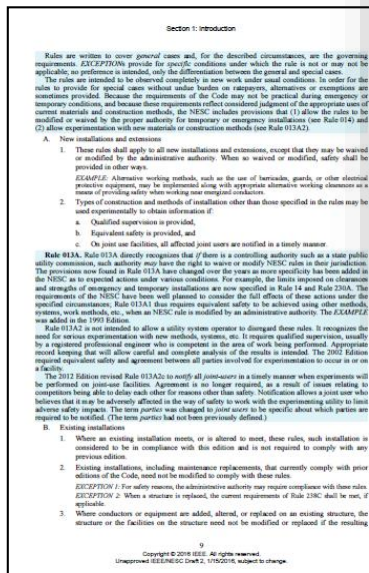 Section 1: Introduction
Rules are written to cover general cases and, for the described circumstances, are the governing
requirements. EXCEPTIONs provide for specific conditions under which the rule is not or may not be
applicable; no preference is intended, only the differentiation between the general and special cases.
The rules are intended to be observed completely in new work under usual conditions. In order for the
rules to provide for special cases without undue burden on ratepayers, alternatives or exemptions are
sometimes provided. Because the requirements of the Code may not be practical during emergency or
temporary conditions, and because these requirements reflect considered judgment of the appropriate uses of
current materials and construction methods, the NESC includes provisions that (1) allow the rules to be
modified or waived by the proper authority for temporary or emergency installations (see Rule 014) and
(2) allow experimentation with new materials or construction methods (see Rule 013A2).
A. New installations and extensions
1. These rules shall apply to all new installations and extensions, except that they may be waived
or modified by the administrative authority. When so waived or modified, safety shall be
provided in other ways.
EXAMPLE: Alternative working methods, such as the use of barricades, guards, or other electrical
protective equipment, may be implemented along with appropriate alternative working clearances as a
means of providing safety when working near energized conductors.
2. Types of construction and methods of installation other than those specified in the rules may be
used experimentally to obtain information if:
a. Qualified supervision is provided,
b. Equivalent safety is provided, and
c. On joint use facilities, all affected joint users are notified in a timely manner.
Rule 013A. Rule 013A directly recognizes that if there is a controlling authority such as a state public
utility commission, such authority may have the right to waive or modify NESC rules in their jurisdiction.
The provisions now found in Rule 013A have changed over the years as more specificity has been added in
the NESC as to expected actions under various conditions. For example, the limits imposed on clearances
and strengths of emergency and temporary installations are now specified in Rule 14 and Rule 230A. The
requirements of the NESC have been well planned to consider the full effects of these actions under the
specified circumstances; Rule 013A1 thus requires equivalent safety to be achieved using other methods,
systems, work methods, etc., when an NESC rule is modified by an administrative authority. The EXAMPLE
was added in the 1993 Edition.
Rule 013A2 is not intended to allow a utility system operator to disregard these rules. It recognizes the
need for serious experimentation with new methods, systems, etc. It requires qualified supervision, usually
by a registered professional engineer who is competent in the area of work being performed. Appropriate
record keeping that will allow careful and complete analysis of the results is intended. The 2002 Edition
required equivalent safety and agreement between all parties involved for experimentation to occur in or on
a facility.
The 2012 Edition revised Rule 013A2c to notify all joint-users in a timely manner when experiments will
be performed on joint-use facilities. Agreement is no longer required, as a result of issues relating to
competitors being able to delay each other for reasons other than safety. Notification allows a joint user who
believes that it may be adversely affected in the way of safety to work with the experimenting utility to limit
adverse safety impacts. The term parties was changed to joint users to be specific about which parties are
required to be notified. (The term parties had not been previously defined.)
B. Existing installations
1. Where an existing installation meets, or is altered to meet, these rules, such installation is
considered to be in compliance with this edition and is not required to comply with any
previous edition.
2. Existing installations, including maintenance replacements, that currently comply with prior
editions of the Code, need not be modified to comply with these rules.
EXCEPTION 1: For safety reasons, the administrative authority may require compliance with these rules.
EXCEPTION 2: When a structure is replaced, the current requirements of Rule 238C shall be met, if
applicable.
3. Where conductors or equipment are added, altered, or replaced on an existing structure, the
structure or the facilities on the structure need not be modified or replaced if the resulting
9
Copyright © 2016 IEEE. All rights reserved.
Unapproved IEEE/NESC Draft 2, 1/15/2016, subject to change.